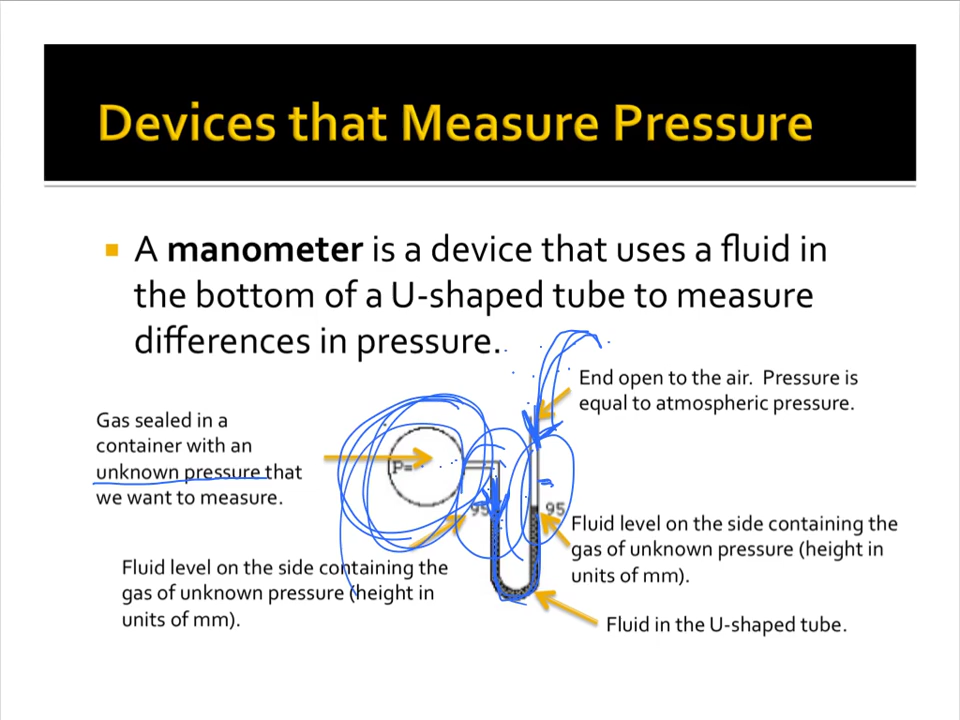 Devices that Measure Pressure
A manometer is a device that uses a fluid in
the bottom of a U-shaped tube to measure
differences in pressure.
End open to the air. Pressure is
equal to atmospheric pressure.
Gas sealed in a
container with an
unknown pressure that
we want to measure.
P=
95
95
Fluid level on the side containing the
gas of unknown pressure (height in
units of mm).
Fluid level on the side containing the
gas of unknown pressure (height in
units of mm).
Fluid in the U-shaped tube.